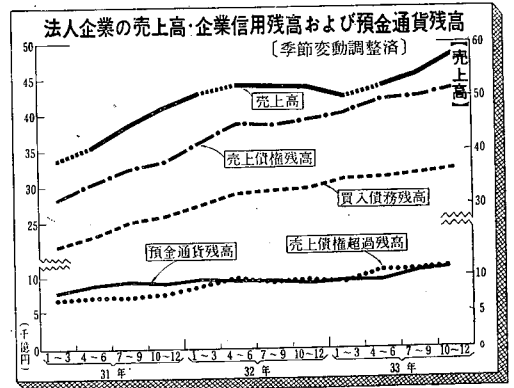 法人企業の売上高·企業信用残高および預金通貨残高
〔季節変動調整済〕
50
45
40
35
30
25
10
5
0
(千億円)
60
【売上高】
50
40
30
10
5
0
売上高
売上債権残高
買入債務残高
預金通貨残高
売上債権超過残高
1～3 4～6 7～9 10~12 1～3 4～6 7～9 10~12 1～3 4～6 7～9 10~12
31年 32年 33年